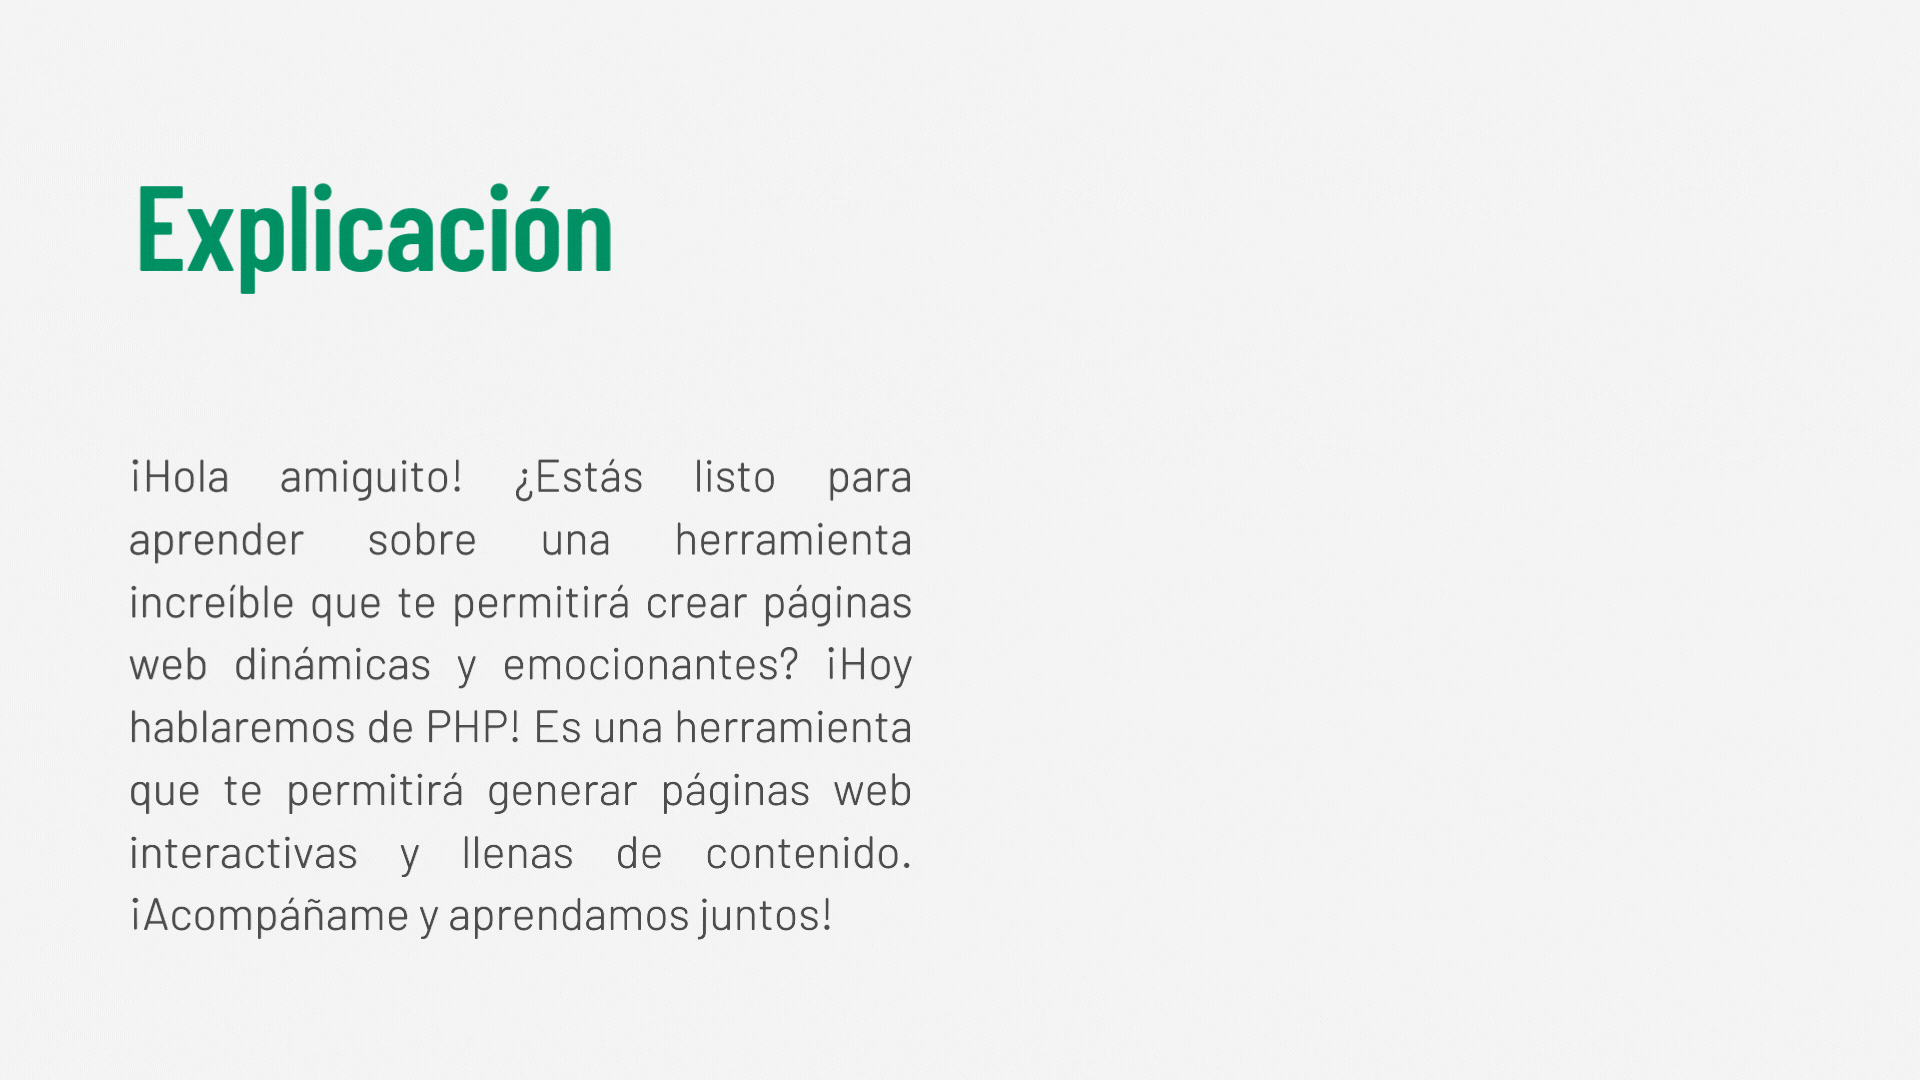 Explicación
¡Hola amiguito! ¿Estás listo para
aprender sobre una herramienta
increíble que te permitirá crear páginas
web dinámicas y emocionantes? ¡Hoy
hablaremos de PHP! Es una herramienta
que te permitirá generar páginas web
interactivas y llenas de contenido.
¡Acompáñame y aprendamos juntos!